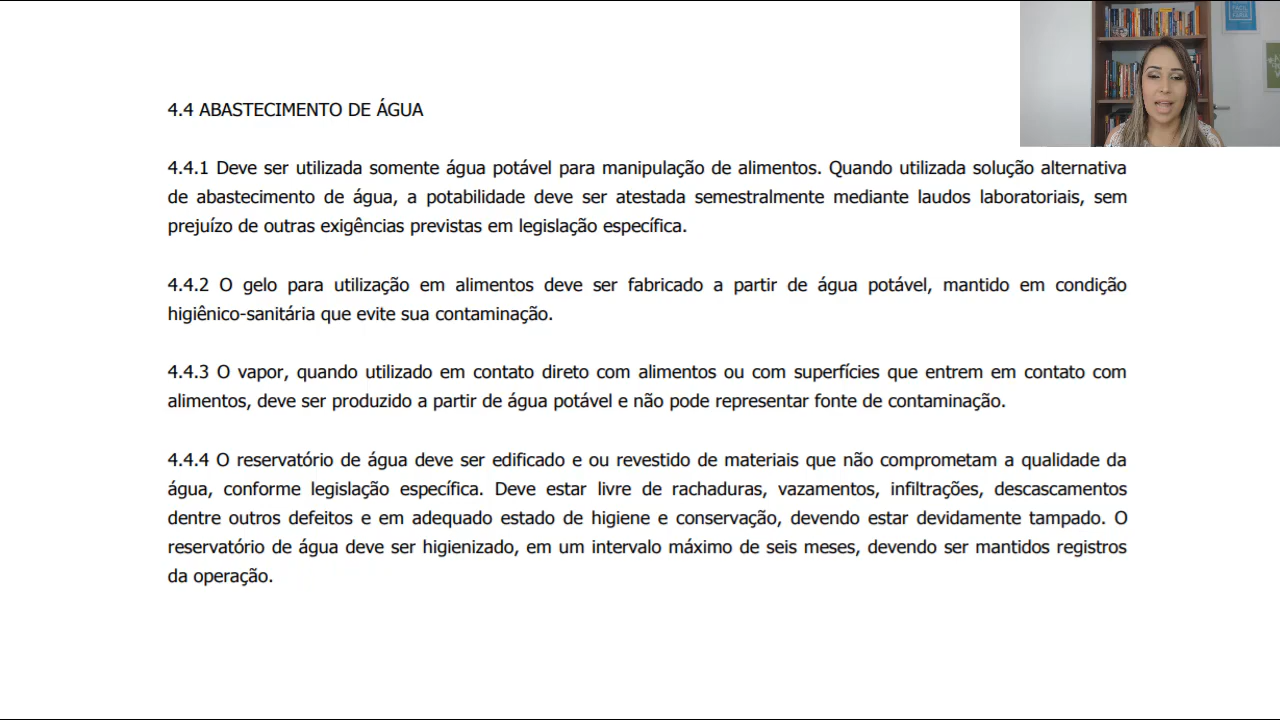 4.4 ABASTECIMENTO DE ÁGUA
4.4.1 Deve ser utilizada somente água potável para manipulação de alimentos. Quando utilizada solução alternativa
de abastecimento de água, a potabilidade deve ser atestada semestralmente mediante laudos laboratoriais, sem
prejuízo de outras exigências previstas em legislação específica.
4.4.2 O gelo para utilização em alimentos deve ser fabricado a partir de água potável, mantido em condição
higiênico-sanitária que evite sua contaminação.
4.4.3 O vapor, quando utilizado em contato direto com alimentos ou com superfícies que entrem em contato com
alimentos, deve ser produzido a partir de água potável e não pode representar fonte de contaminação.
4.4.4 O reservatório de água deve ser edificado e ou revestido de materiais que não comprometam a qualidade da
água, conforme legislação específica. Deve estar livre de rachaduras, vazamentos, infiltrações, descascamentos
dentre outros defeitos e em adequado estado de higiene e conservação, devendo estar devidamente tampado. O
reservatório de água deve ser higienizado, em um intervalo máximo de seis meses, devendo ser mantidos registros
da operação.